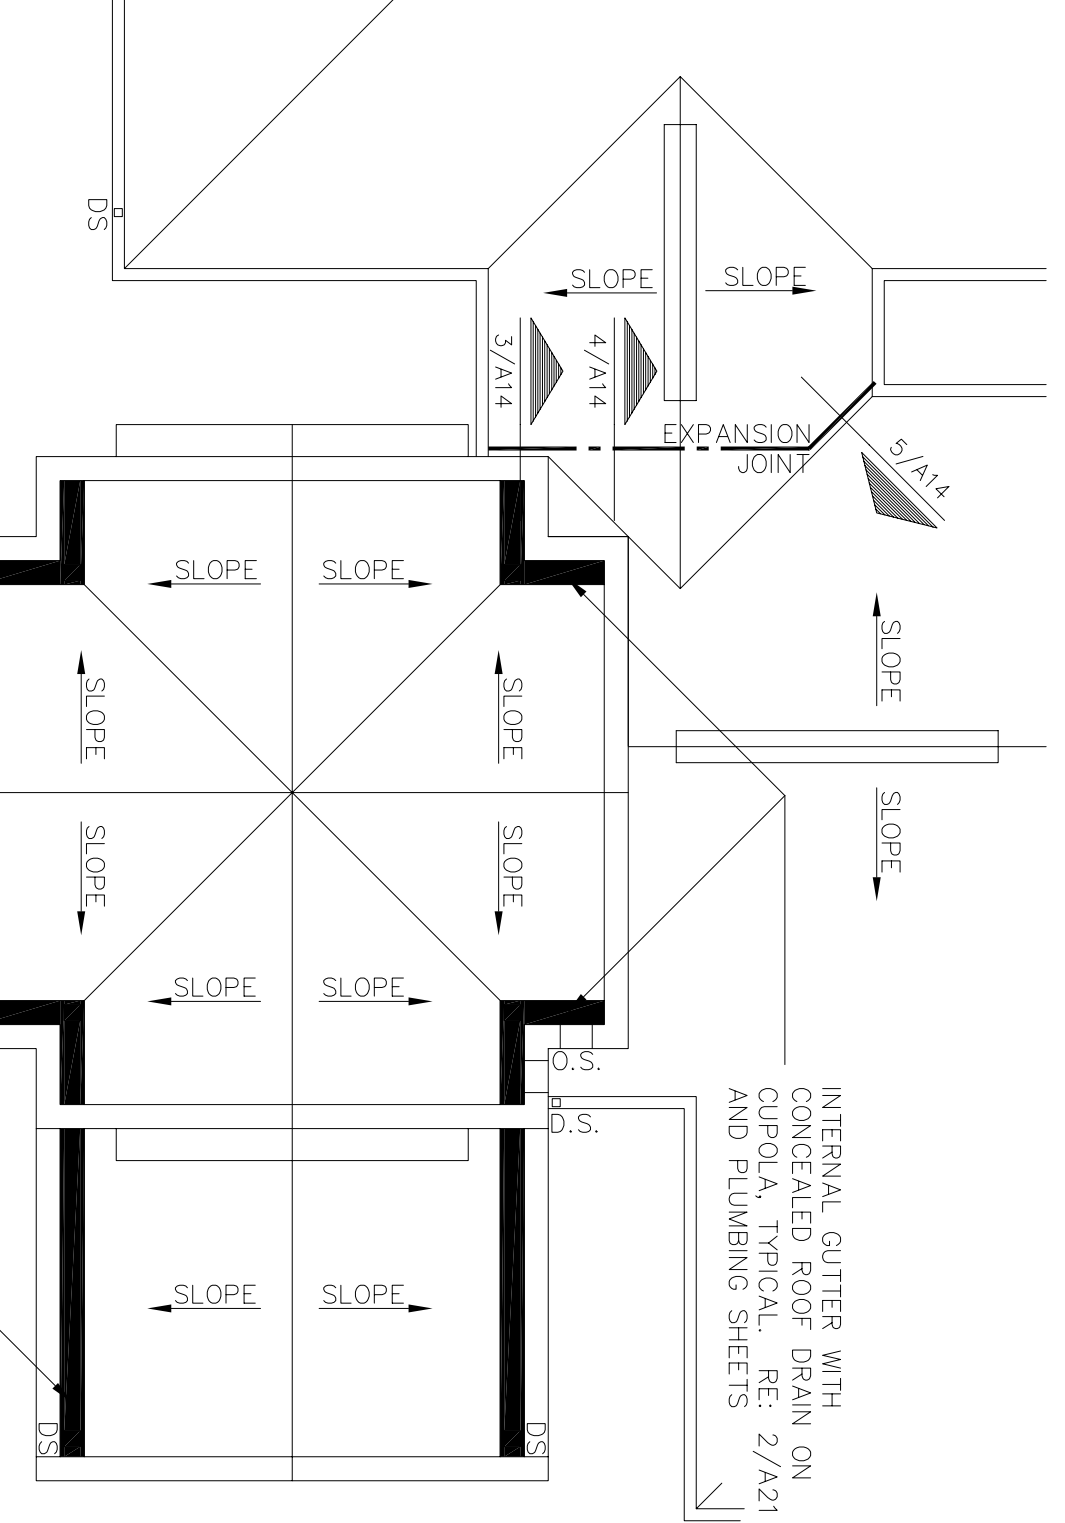 DS
SLOPE
SLOPE
3/A14
4/A14
EXPANSION
JOINT
5/A14
SLOPE
SLOPE
SLOPE
SLOPE
SLOPE
SLOPE
SLOPE
SLOPE
SLOPE
SLOPE
O.S.
D.S.
INTERNAL GUTTER WITH
CONCEALED ROOF DRAIN ON
CUPOLA, TYPICAL. RE: 2/A21
AND PLUMBING SHEETS
SLOPE
SLOPE
DS
DS